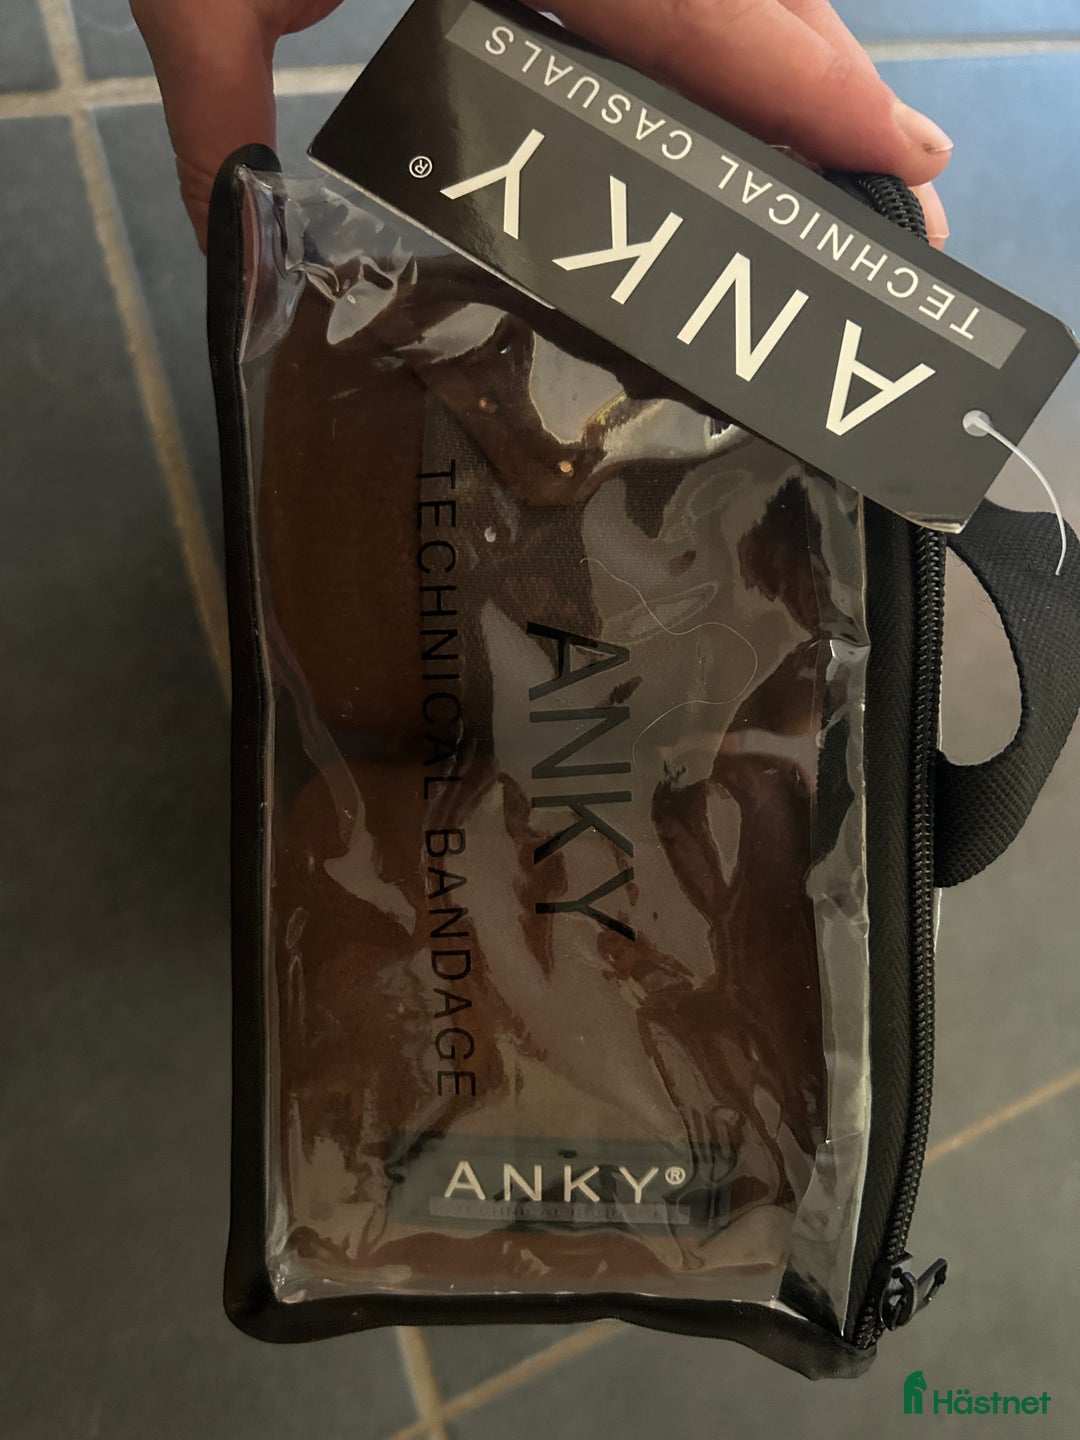 ANKY®
TECHNICAL CASUALS
ANKY
TECHNICAL BANDAGE
ANKY®
Hästnet